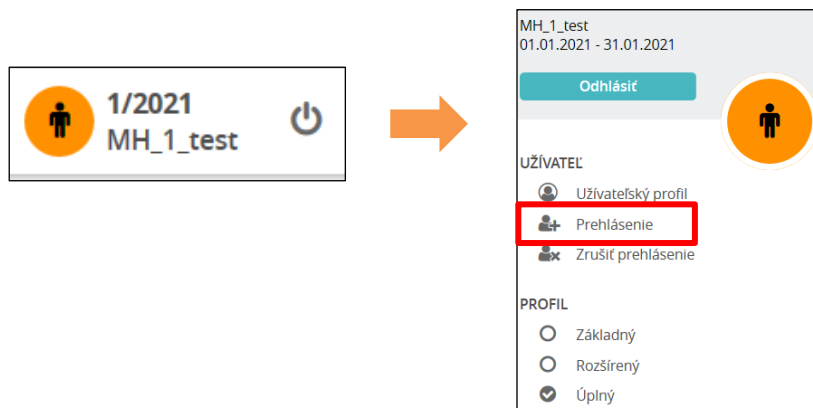 1/2021
MH_1_test
MH_1_test
01.01.2021 - 31.01.2021
Odhlásiť
UŽÍVATEĽ
Užívateľský profil
Prehlásenie
Zrušiť prehlásenie
PROFIL
Základný
Rozšírený
Úplný